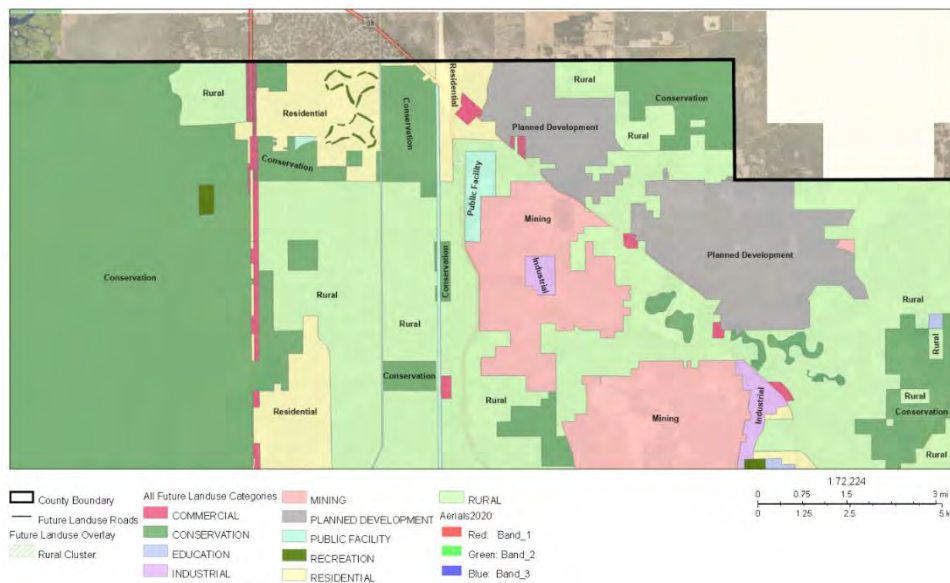 Rural
Residential
Conservation
Residential
Planned Development
Rural
Conservation
Rural
Conservation
Public Facility
Mining
Conservation
Rural
Rural
Conservation
Industrial
Planned Development
Rural
Rural
Conservation
Residential
Rural
Mining
Industrial
Rural
Conservation
Rural
County Boundary
Future Landuse Roads
Future Landuse Overlay
Rural Cluster
All Future Landuse Categories
COMMERCIAL
CONSERVATION
EDUCATION
INDUSTRIAL
MINING
PLANNED DEVELOPMENT
PUBLIC FACILITY
RECREATION
RESIDENTIAL
RURAL
Aerials2020
Red: Band_1
Green: Band_2
Blue: Band_3
1:72,224
0 0.75 1.5 3 mi
0 1.25 2.5 5 k